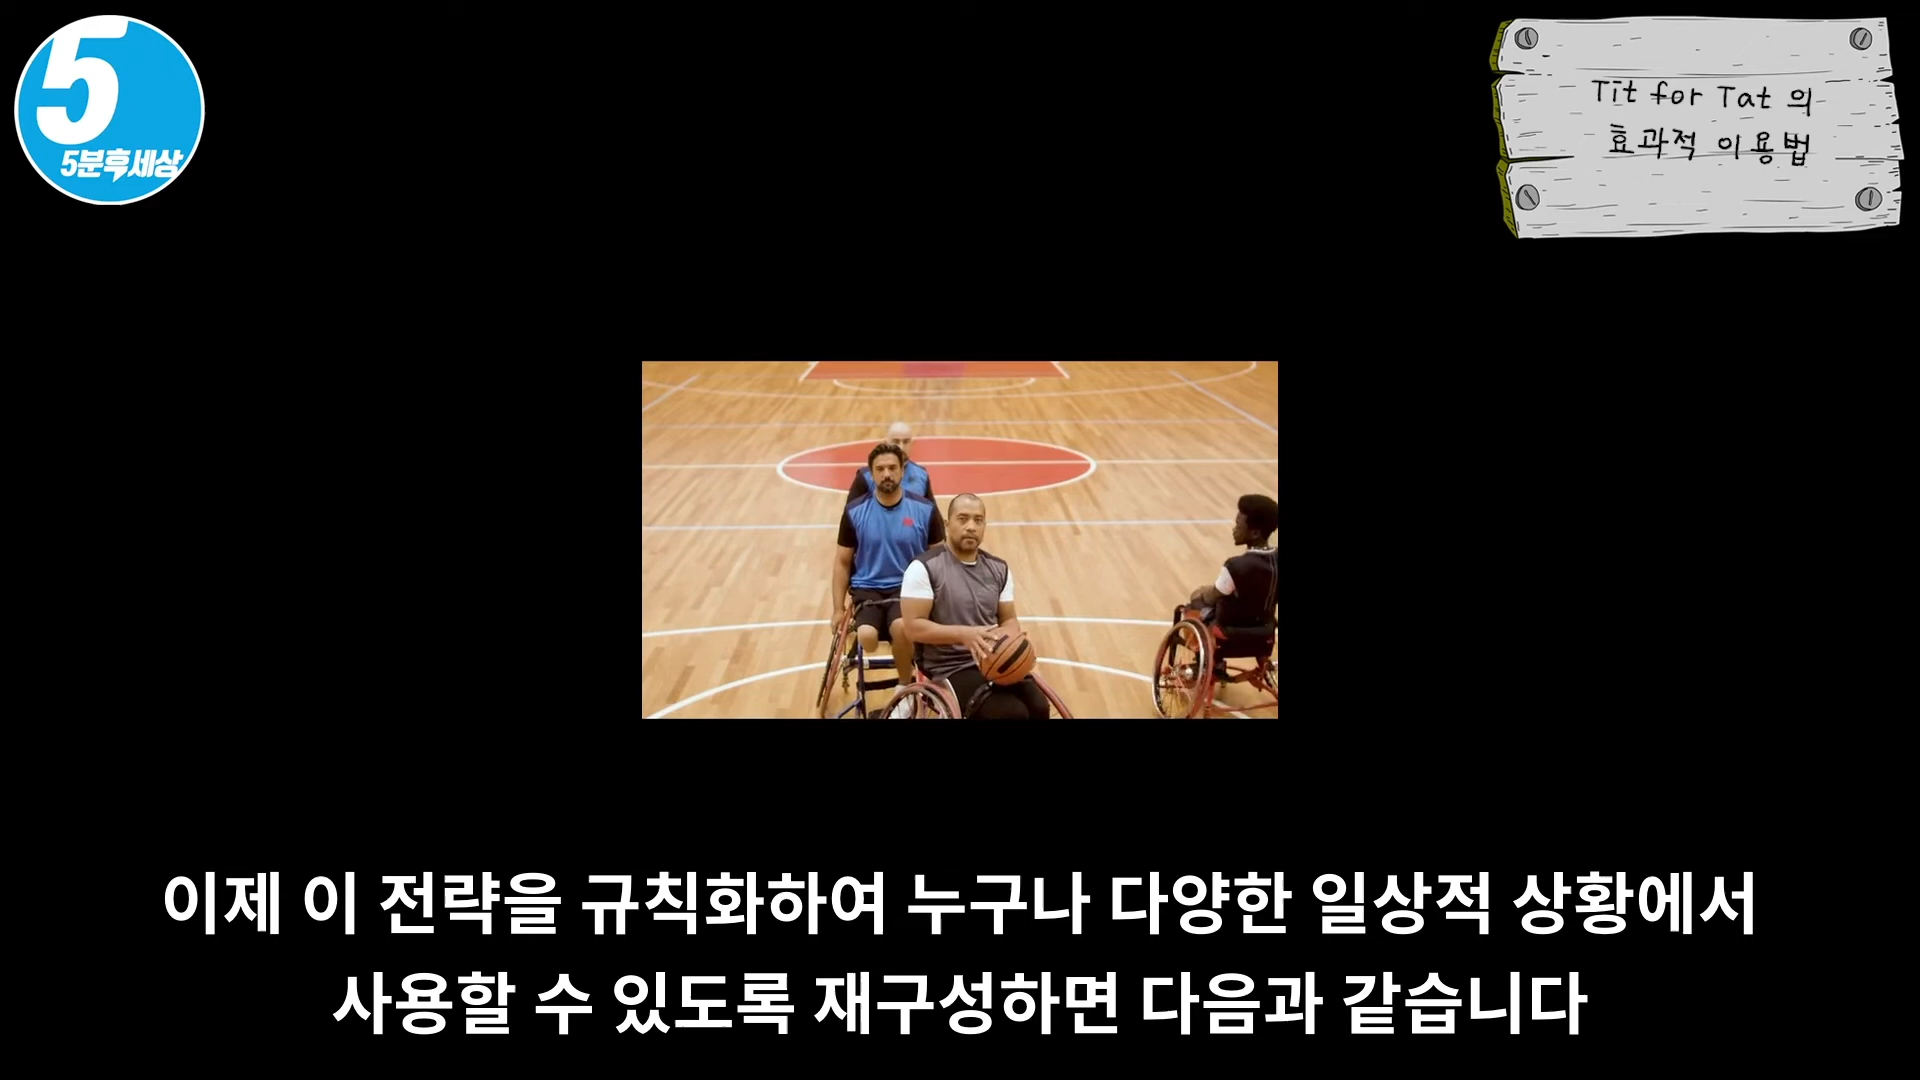 5
5분후세상
Tit for Tat 의
효과적 이용법
이제 이 전략을 규칙화하여 누구나 다양한 일상적 상황에서
사용할 수 있도록 재구성하면 다음과 같습니다